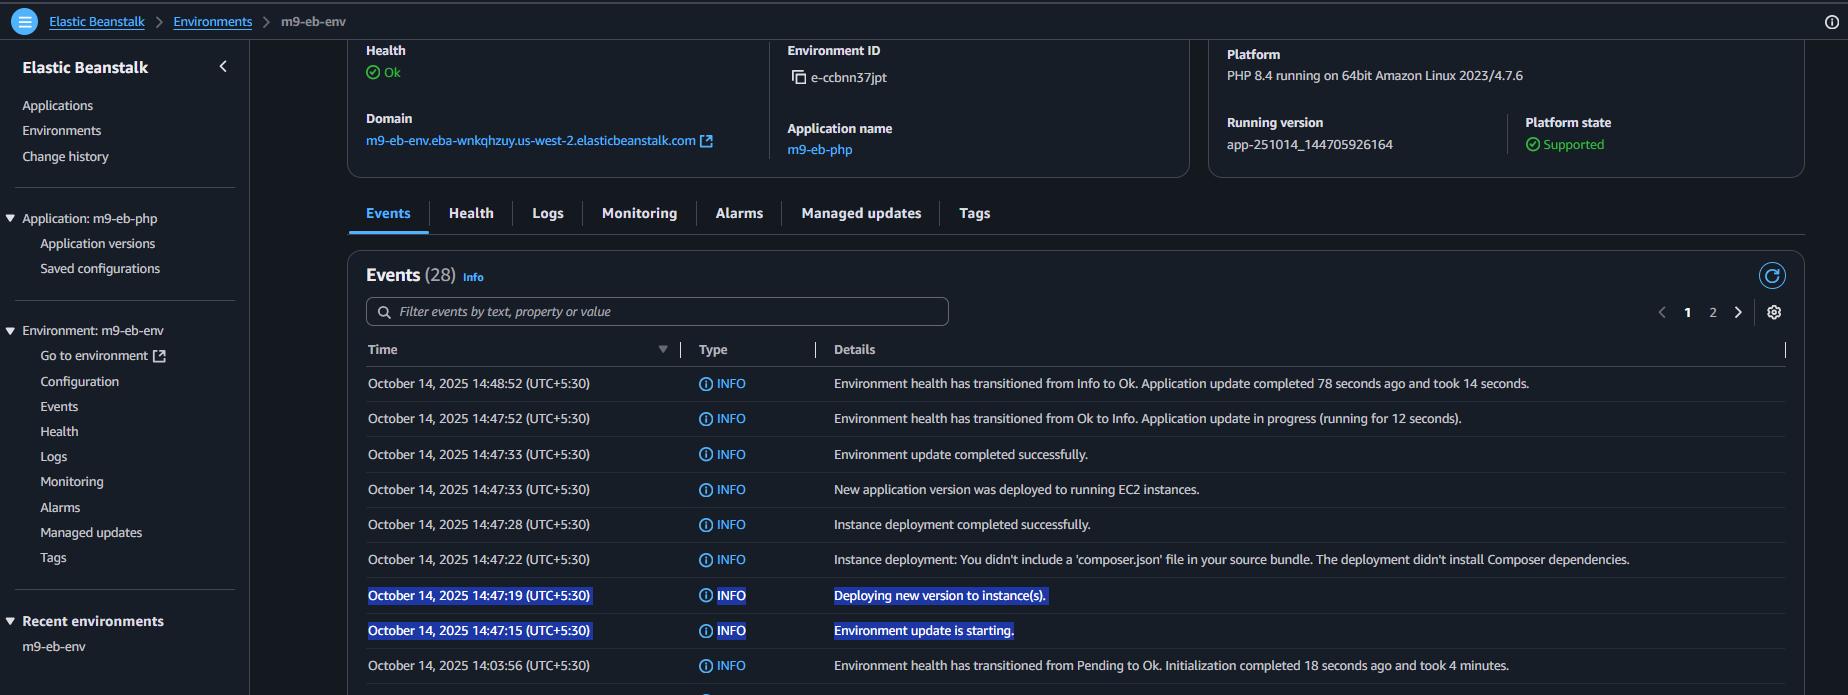 Elastic Beanstalk > Environments > m9-eb-env
Elastic Beanstalk
Applications
Environments
Change history
Application: m9-eb-php
Application versions
Saved configurations
Environment: m9-eb-env
Go to environment
Configuration
Events
Health
Logs
Monitoring
Alarms
Managed updates
Tags
Recent environments
m9-eb-env
Health
Ok
Domain
m9-eb-env.eba-wnkqhzuy.us-west-2.elasticbeanstalk.com
Environment ID
e-ccbnn37jpt
Application name
m9-eb-php
Platform
PHP 8.4 running on 64bit Amazon Linux 2023/4.7.6
Running version
app-251014_144705926164
Platform state
Supported
Events Health Logs Monitoring Alarms Managed updates Tags
Events (28) Info
Filter events by text, property or value
1 2
Time Type Details
October 14, 2025 14:48:52 (UTC+5:30) INFO Environment health has transitioned from Info to Ok. Application update completed 78 seconds ago and took 14 seconds.
October 14, 2025 14:47:52 (UTC+5:30) INFO Environment health has transitioned from Ok to Info. Application update in progress (running for 12 seconds).
October 14, 2025 14:47:33 (UTC+5:30) INFO Environment update completed successfully.
October 14, 2025 14:47:33 (UTC+5:30) INFO New application version was deployed to running EC2 instances.
October 14, 2025 14:47:28 (UTC+5:30) INFO Instance deployment completed successfully.
October 14, 2025 14:47:22 (UTC+5:30) INFO Instance deployment: You didn't include a 'composer.json' file in your source bundle. The deployment didn't install Composer dependencies.
October 14, 2025 14:47:19 (UTC+5:30) INFO Deploying new version to instance(s).
October 14, 2025 14:47:15 (UTC+5:30) INFO Environment update is starting.
October 14, 2025 14:03:56 (UTC+5:30) INFO Environment health has transitioned from Pending to Ok. Initialization completed 18 seconds ago and took 4 minutes.